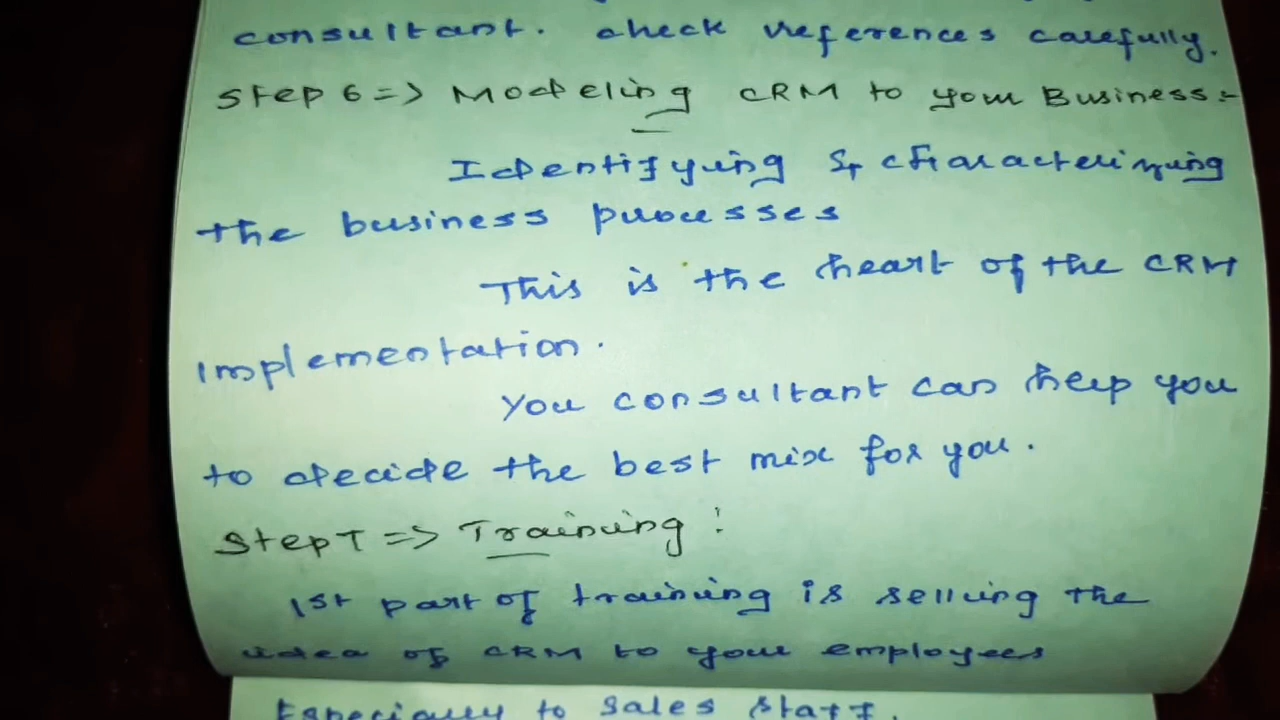 consultant. check references carefully.
Step 6 => Modeling CRM to your Business:-
Identifying & characterizing
the business processes
This is the heart of the CRM
implementation.
You consultant can help you
to decide the best mix for you.
Step 7 => Training :
1st part of training is selling the
idea of CRM to your employees
Especially to sales staff.